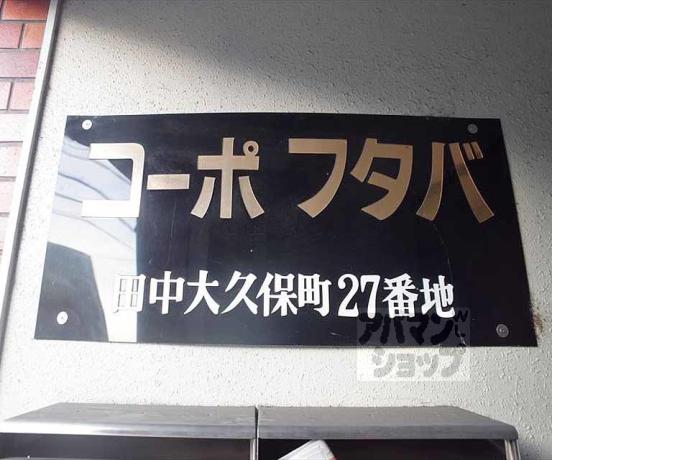 コーポ フタバ
田中大久保町27番地
アパマン
ショップ